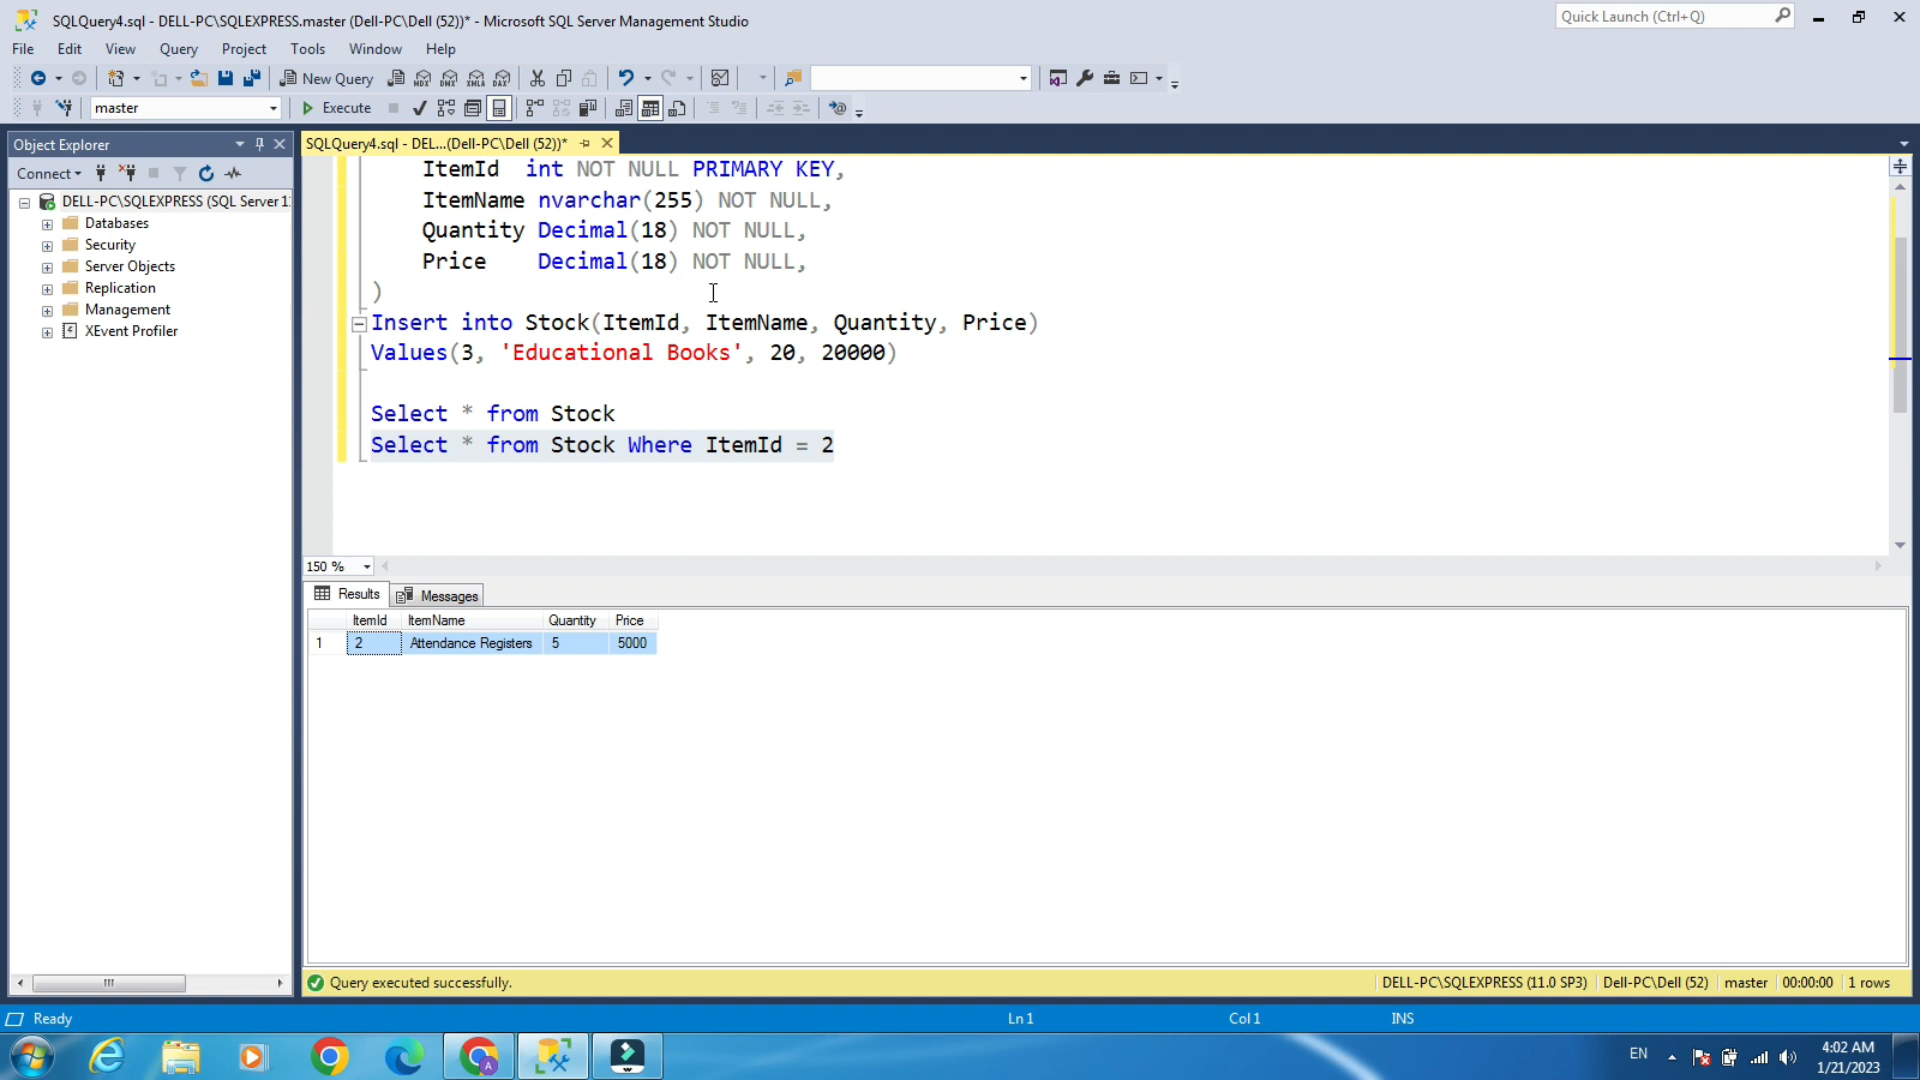 SQLQuery4.sql - DELL-PC\SQLEXPRESS.master (Dell-PC\Dell (52))* - Microsoft SQL Server Management Studio
Quick Launch (Ctrl+Q)
File Edit View Query Project Tools Window Help
New Query MDX DMX XMLA DAX
master Execute
Object Explorer
SQLQuery4.sql - DEL...(Dell-PC\Dell (52))*
Connect
DELL-PC\SQLEXPRESS (SQL Server 1
Databases
Security
Server Objects
Replication
Management
XEvent Profiler
ItemId int NOT NULL PRIMARY KEY,
ItemName nvarchar(255) NOT NULL,
Quantity Decimal(18) NOT NULL,
Price Decimal(18) NOT NULL,
)
Insert into Stock(ItemId, ItemName, Quantity, Price)
Values(3, 'Educational Books', 20, 20000)
Select * from Stock
Select * from Stock Where ItemId = 2
150 %
Results Messages
ItemId ItemName Quantity Price
1 2 Attendance Registers 5 5000
Query executed successfully. DELL-PC\SQLEXPRESS (11.0 SP3) Dell-PC\Dell (52) master 00:00:00 1 rows
Ready Ln 1 Col 1 INS
A
EN
4:02 AM
1/21/2023